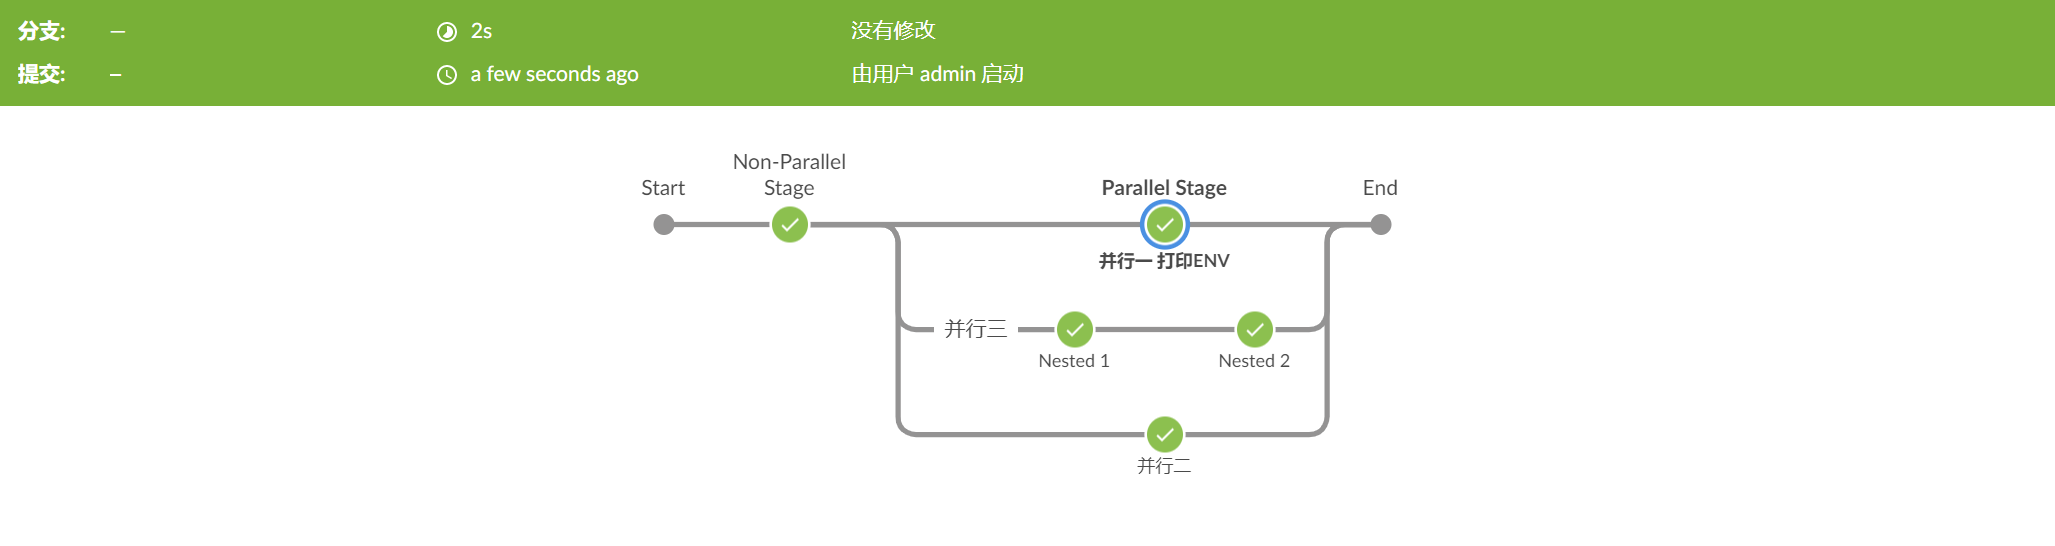 分支: —
2s
没有修改
提交: –
a few seconds ago
由用户 admin 启动
Start
Non-Parallel
Stage
Parallel Stage
End
并行一 打印ENV
并行三
Nested 1
Nested 2
并行二